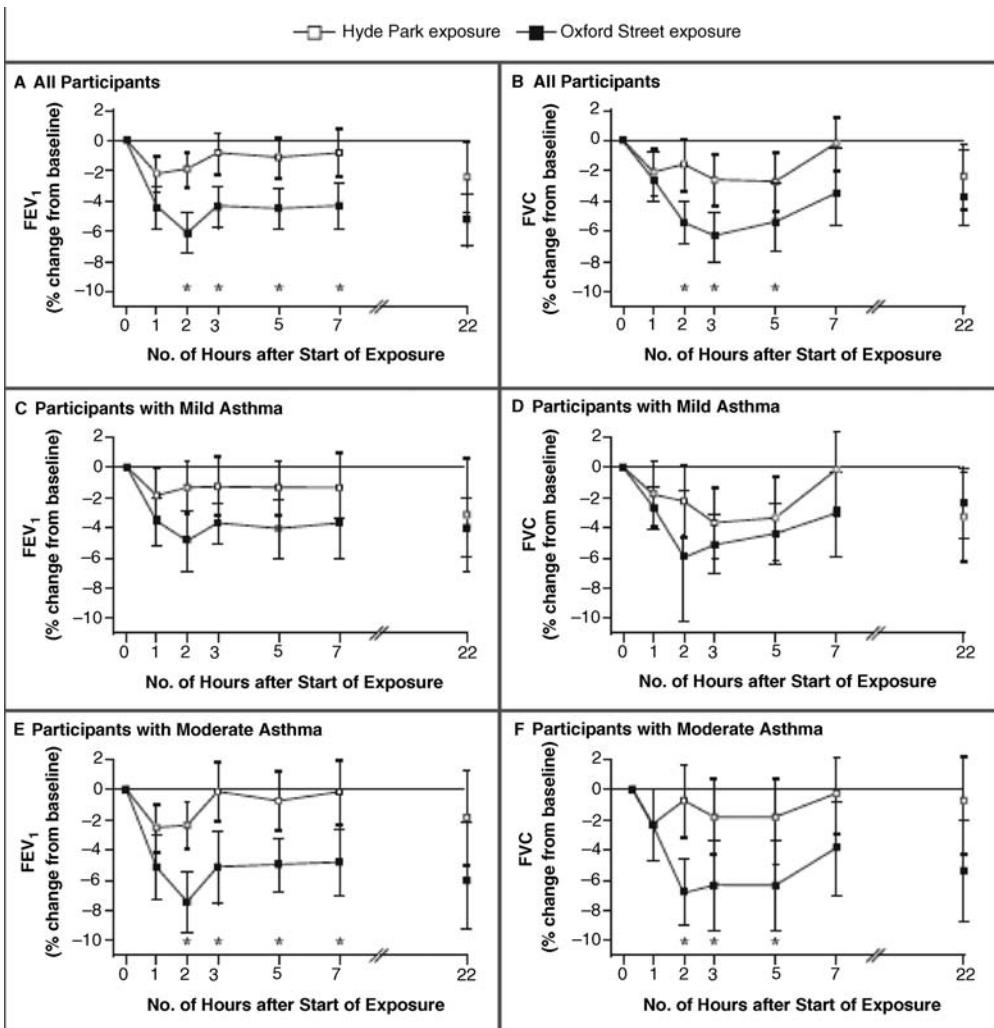 Hyde Park exposure Oxford Street exposure
A All Participants
FEV1
(% change from baseline)
2
0
−2
−4
−6
−8
−10
* * * *
0 1 2 3 5 7 22
No. of Hours after Start of Exposure
B All Participants
FVC
(% change from baseline)
2
0
−2
−4
−6
−8
−10
* * *
0 1 2 3 5 7 22
No. of Hours after Start of Exposure
C Participants with Mild Asthma
FEV1
(% change from baseline)
2
0
−2
−4
−6
−8
−10
0 1 2 3 5 7 22
No. of Hours after Start of Exposure
D Participants with Mild Asthma
FVC
(% change from baseline)
2
0
−2
−4
−6
−8
−10
0 1 2 3 5 7 22
No. of Hours after Start of Exposure
E Participants with Moderate Asthma
FEV1
(% change from baseline)
2
0
−2
−4
−6
−8
−10
* * * *
0 1 2 3 5 7 22
No. of Hours after Start of Exposure
F Participants with Moderate Asthma
FVC
(% change from baseline)
2
0
−2
−4
−6
−8
−10
* * *
0 1 2 3 5 7 22
No. of Hours after Start of Exposure